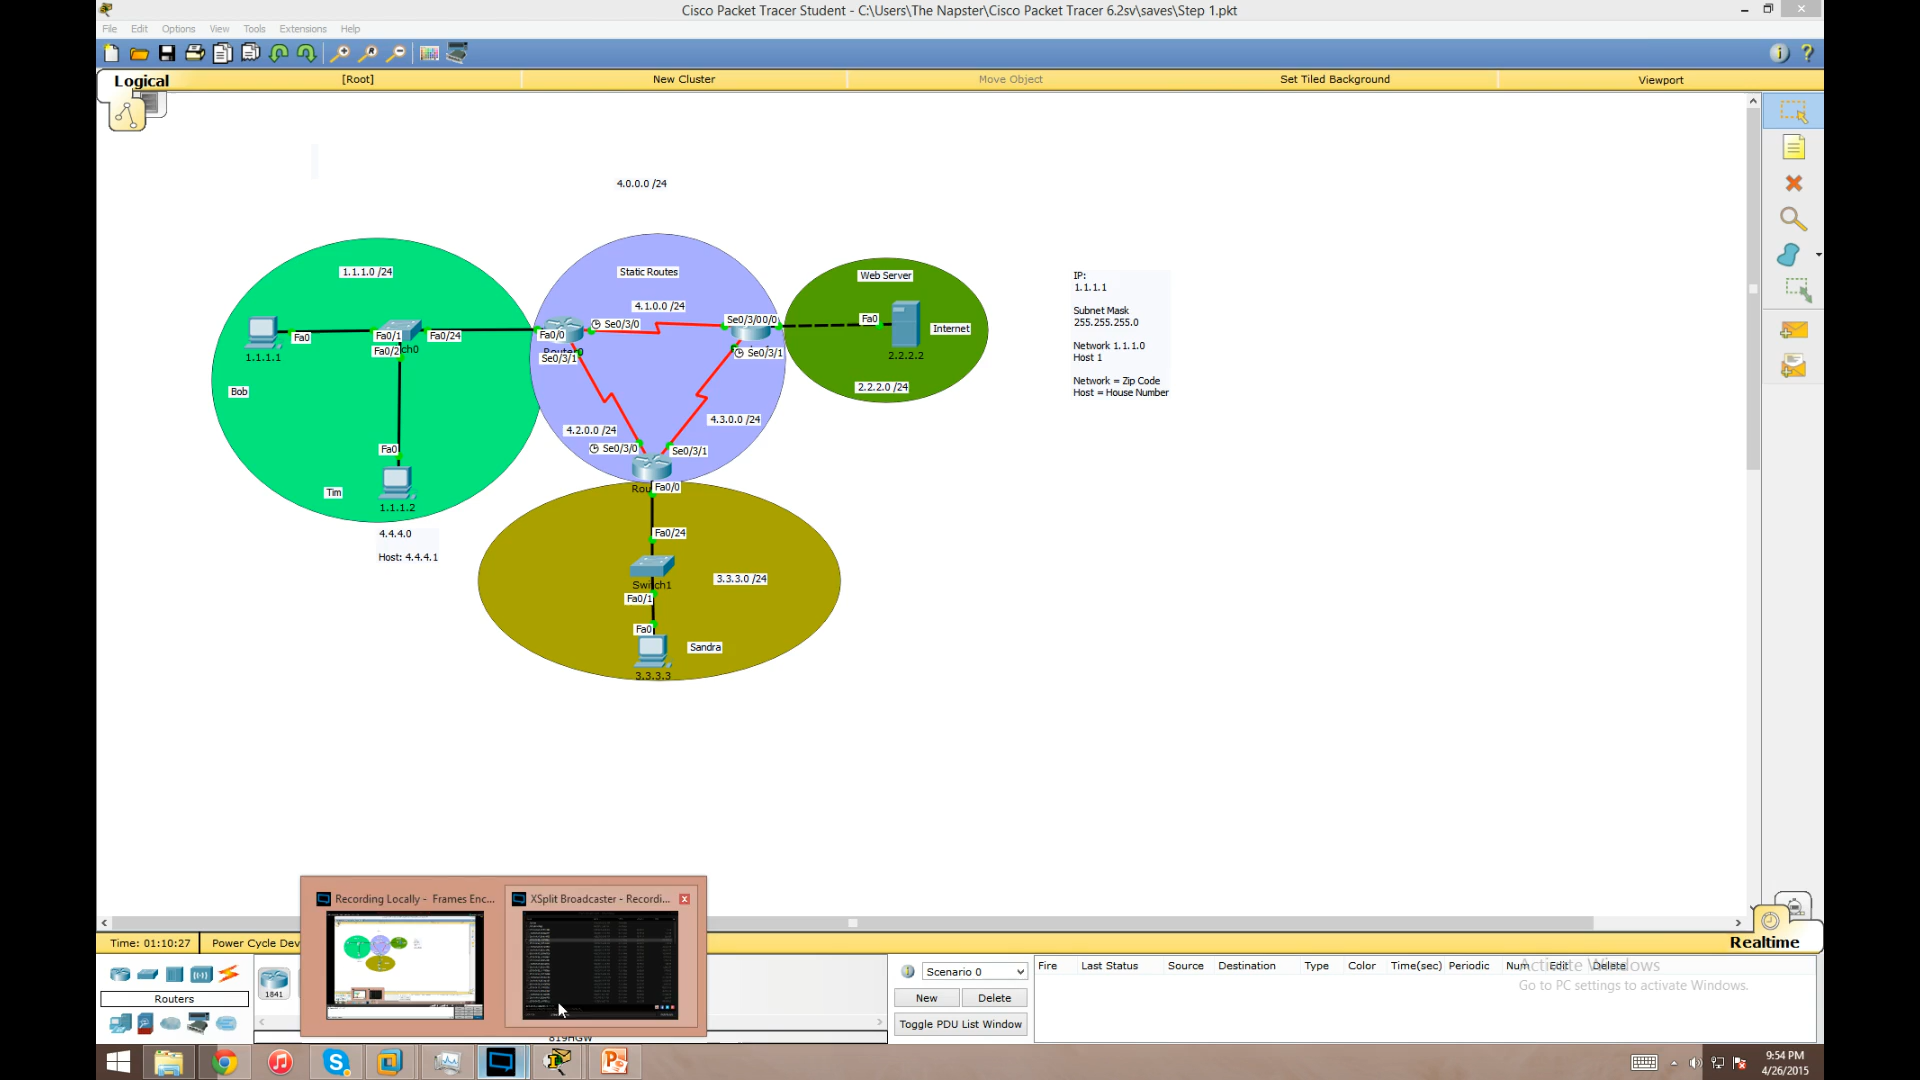 Cisco Packet Tracer Student - C:\Users\The Napster\Cisco Packet Tracer 6.2sv\saves\Step 1.pkt
File Edit Options View Tools Extensions Help
Logical [Root] New Cluster Move Object Set Tiled Background Viewport
4.0.0.0 /24
1.1.1.0 /24
Static Routes
Web Server
4.1.0.0 /24
Fa0
1.1.1.1
Fa0/1
Fa0/2
ch0
Fa0/24
Fa0/0
Se0/3/0
Se0/3/1
Se0/3/00/0
Se0/3/1
Fa0
Internet
2.2.2.2
2.2.2.0 /24
Bob
4.2.0.0 /24
4.3.0.0 /24
Se0/3/0
Se0/3/1
Fa0
Tim
1.1.1.2
Rou
Fa0/0
4.4.4.0
Host: 4.4.4.1
Fa0/24
Switch1
3.3.3.0 /24
Fa0/1
Fa0
Sandra
3.3.3.3
IP:
1.1.1.1
Subnet Mask
255.255.255.0
Network 1.1.1.0
Host 1
Network = Zip Code
Host = House Number
Recording Locally - Frames Enc...
XSplit Broadcaster - Recordi...
Time: 01:10:27 Power Cycle Dev
Realtime
Routers
1841
819HGW
Scenario 0
New Delete
Toggle PDU List Window
Fire Last Status Source Destination Type Color Time(sec) Periodic Num Edit Delete
Activate Windows
Go to PC settings to activate Windows.
9:54 PM
4/26/2015